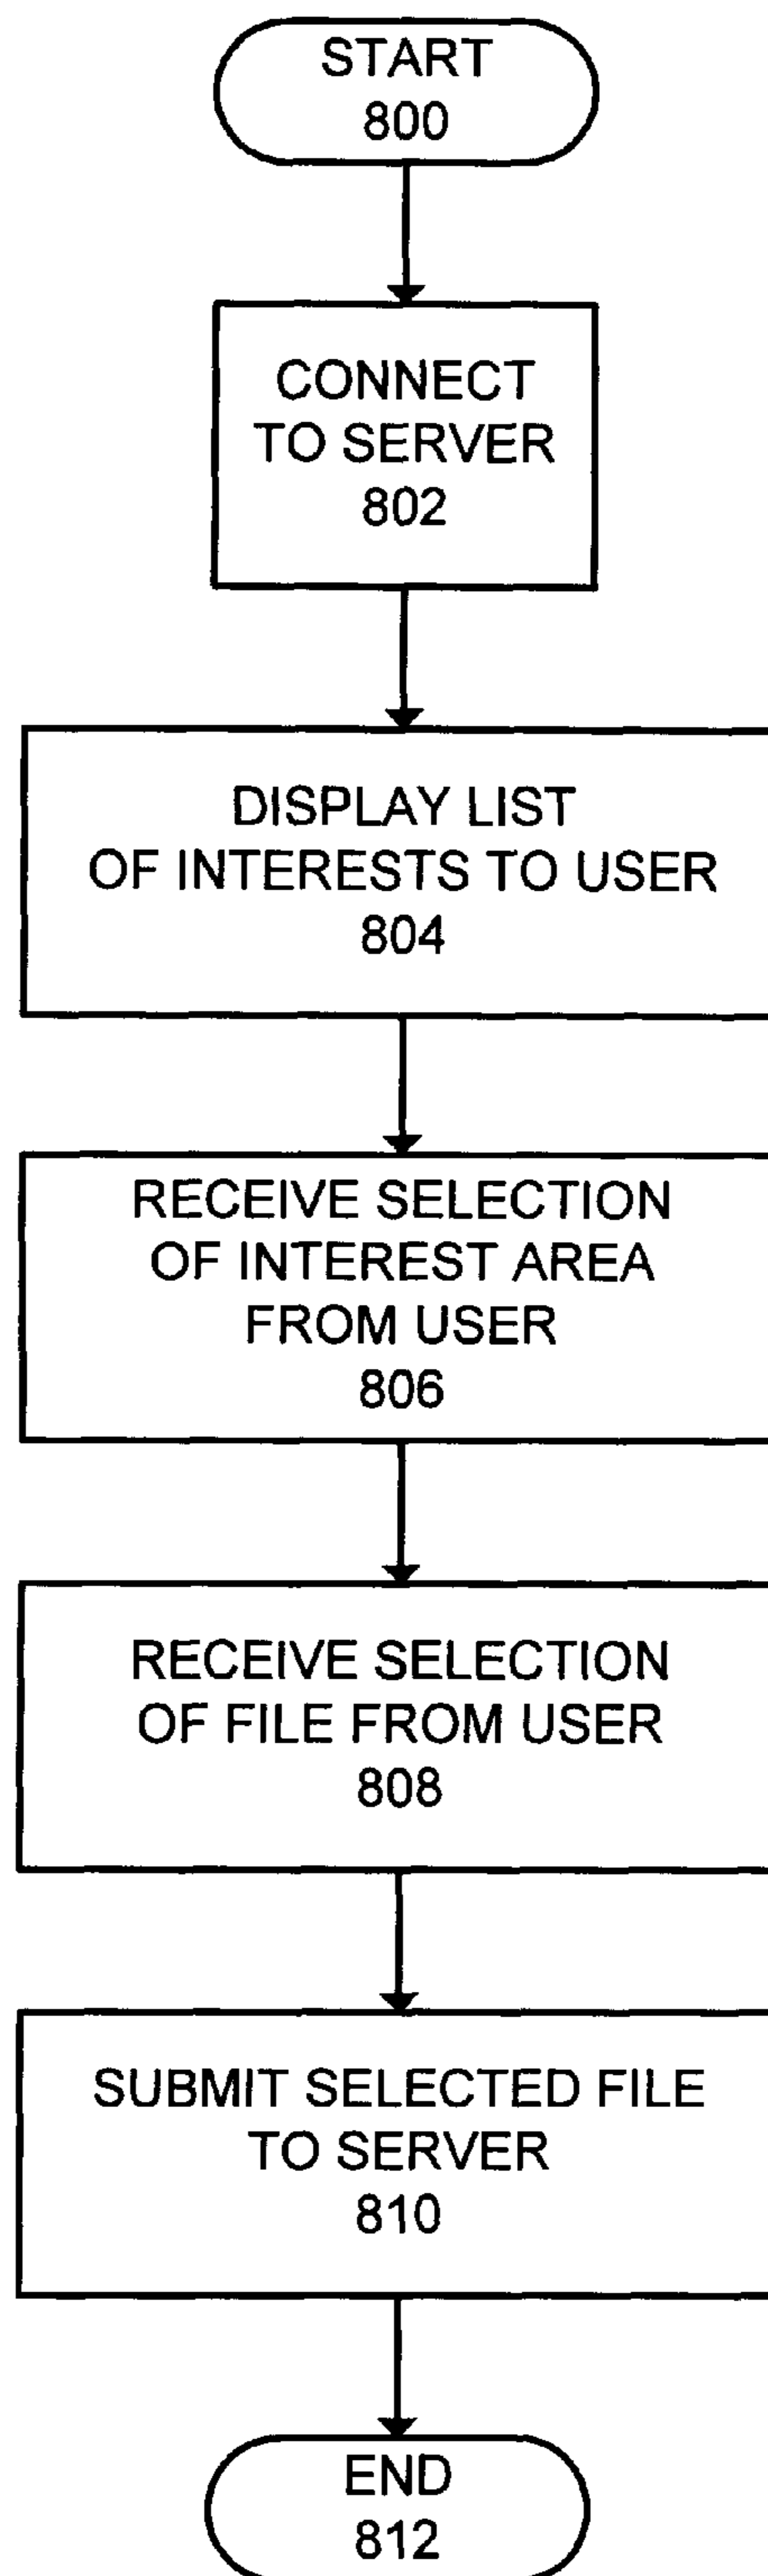 START
800
CONNECT
TO SERVER
802
DISPLAY LIST
OF INTERESTS TO USER
804
RECEIVE SELECTION
OF INTEREST AREA
FROM USER
806
RECEIVE SELECTION
OF FILE FROM USER
808
SUBMIT SELECTED FILE
TO SERVER
810
END
812